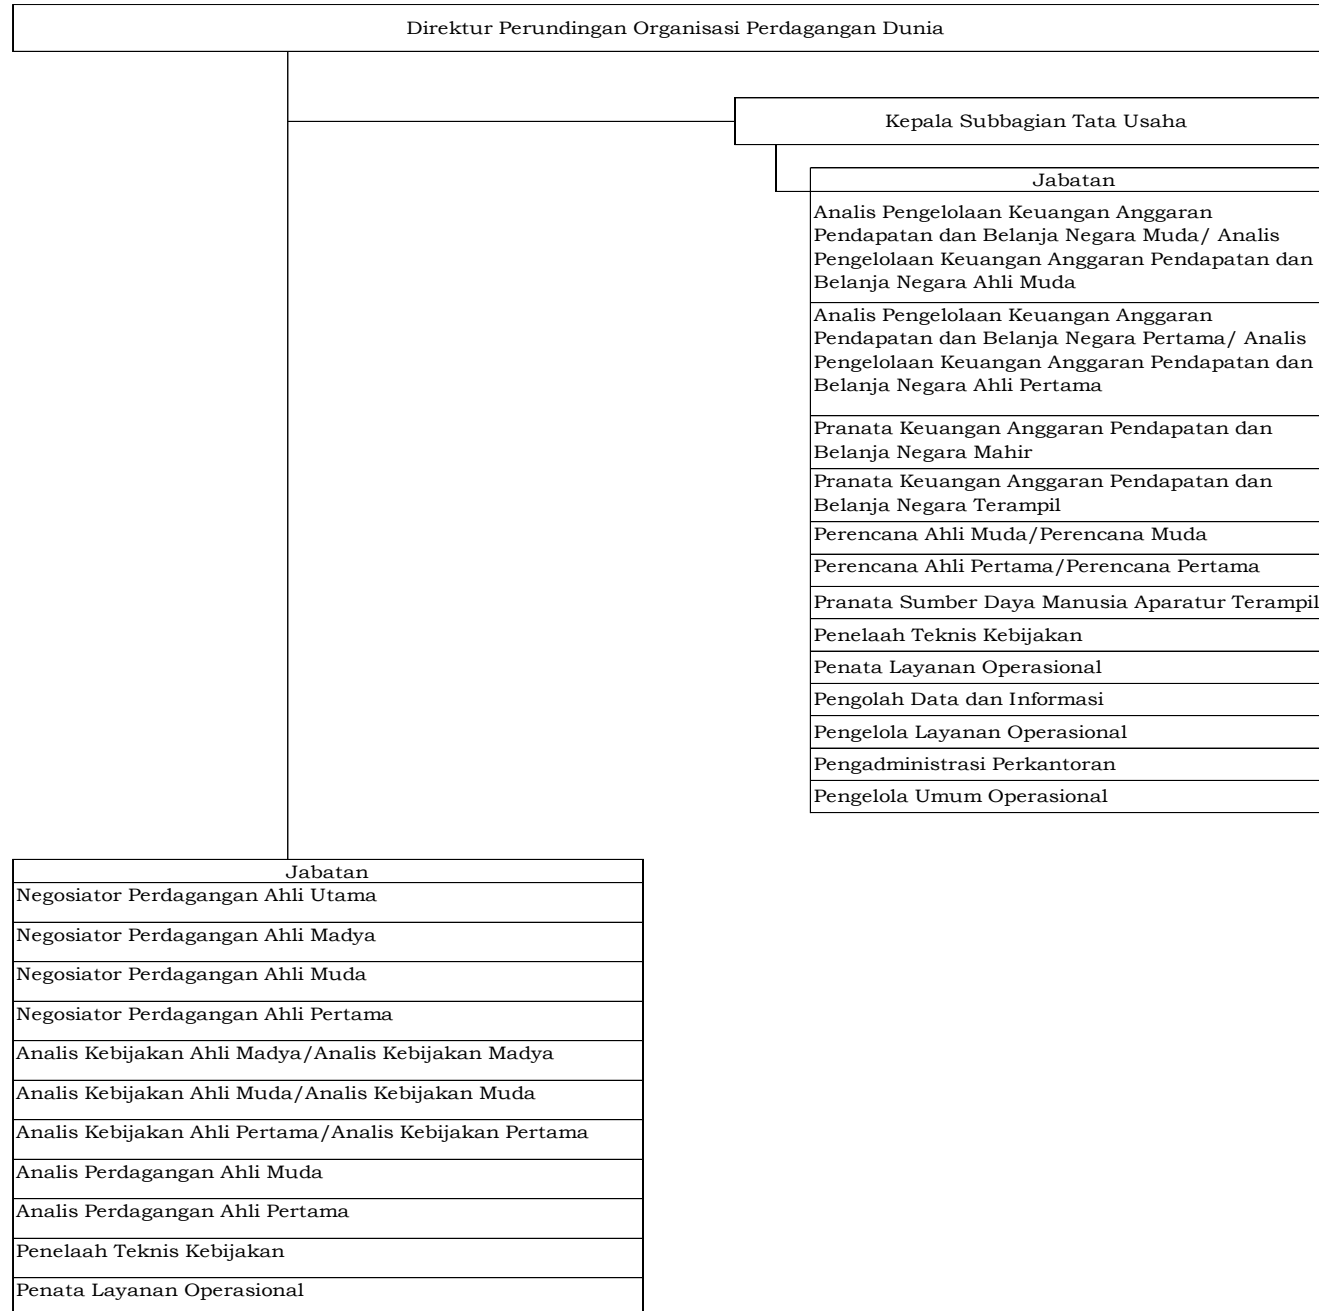 Direktur Perundingan Organisasi Perdagangan Dunia
Kepala Subbagian Tata Usaha
Jabatan
Analis Pengelolaan Keuangan Anggaran
Pendapatan dan Belanja Negara Muda/ Analis
Pengelolaan Keuangan Anggaran Pendapatan dan
Belanja Negara Ahli Muda
Analis Pengelolaan Keuangan Anggaran
Pendapatan dan Belanja Negara Pertama/ Analis
Pengelolaan Keuangan Anggaran Pendapatan dan
Belanja Negara Ahli Pertama
Pranata Keuangan Anggaran Pendapatan dan
Belanja Negara Mahir
Pranata Keuangan Anggaran Pendapatan dan
Belanja Negara Terampil
Perencana Ahli Muda/Perencana Muda
Perencana Ahli Pertama/Perencana Pertama
Pranata Sumber Daya Manusia Aparatur Terampil
Penelaah Teknis Kebijakan
Penata Layanan Operasional
Pengolah Data dan Informasi
Pengelola Layanan Operasional
Pengadministrasi Perkantoran
Pengelola Umum Operasional
Jabatan
Negosiator Perdagangan Ahli Utama
Negosiator Perdagangan Ahli Madya
Negosiator Perdagangan Ahli Muda
Negosiator Perdagangan Ahli Pertama
Analis Kebijakan Ahli Madya/Analis Kebijakan Madya
Analis Kebijakan Ahli Muda/Analis Kebijakan Muda
Analis Kebijakan Ahli Pertama/Analis Kebijakan Pertama
Analis Perdagangan Ahli Muda
Analis Perdagangan Ahli Pertama
Penelaah Teknis Kebijakan
Penata Layanan Operasional